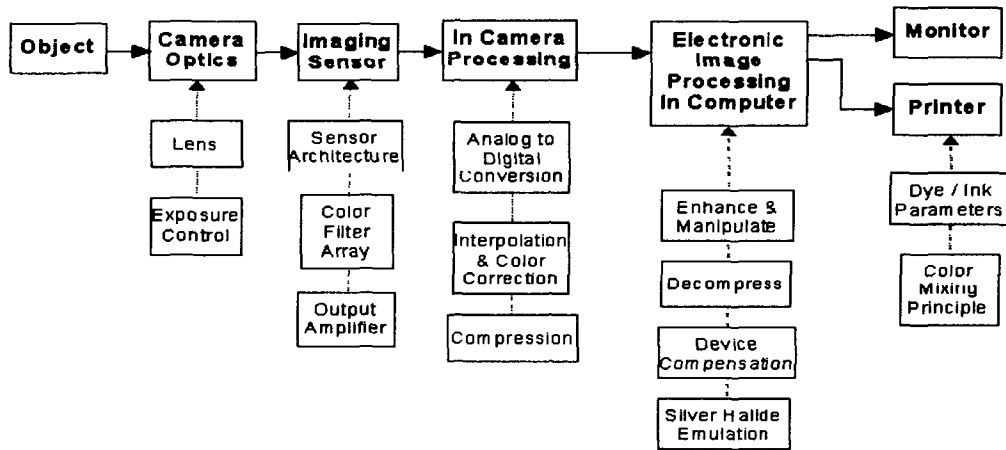 Object
Camera
Optics
Imaging
Sensor
In Camera
Processing
Electronic
Image
Processing
In Computer
Monitor
Printer
Lens
Exposure
Control
Sensor
Architecture
Color
Filter
Array
Output
Amplifier
Analog to
Digital
Conversion
Interpolation
& Color
Correction
Compression
Enhance &
Manipulate
Decompress
Device
Compensation
Silver Halide
Emulation
Dye / Ink
Parameters
Color
Mixing
Principle